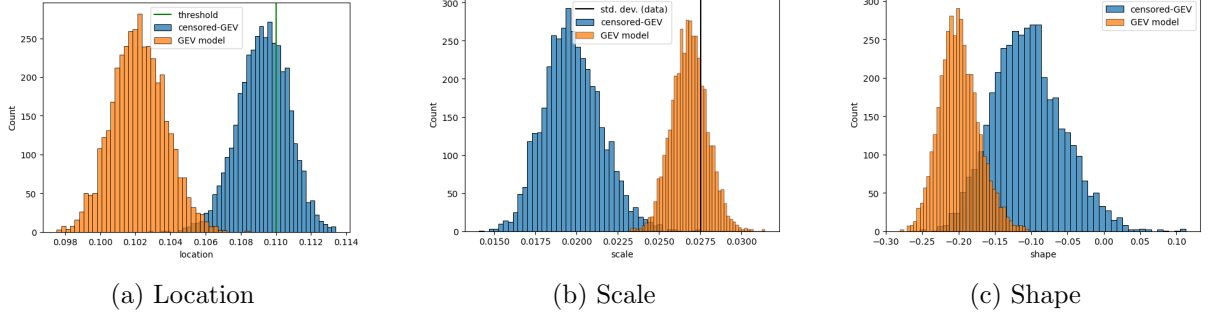 threshold
censored-GEV
GEV model
Count
250
200
150
100
50
0
0.098 0.100 0.102 0.104 0.106 0.108 0.110 0.112 0.114
location
(a) Location
std. dev. (data)
censored-GEV
GEV model
Count
300
250
200
150
100
50
0
0.0150 0.0175 0.0200 0.0225 0.0250 0.0275 0.0300
scale
(b) Scale
censored-GEV
GEV model
Count
300
250
200
150
100
50
0
−0.30 −0.25 −0.20 −0.15 −0.10 −0.05 0.00 0.05 0.10
shape
(c) Shape